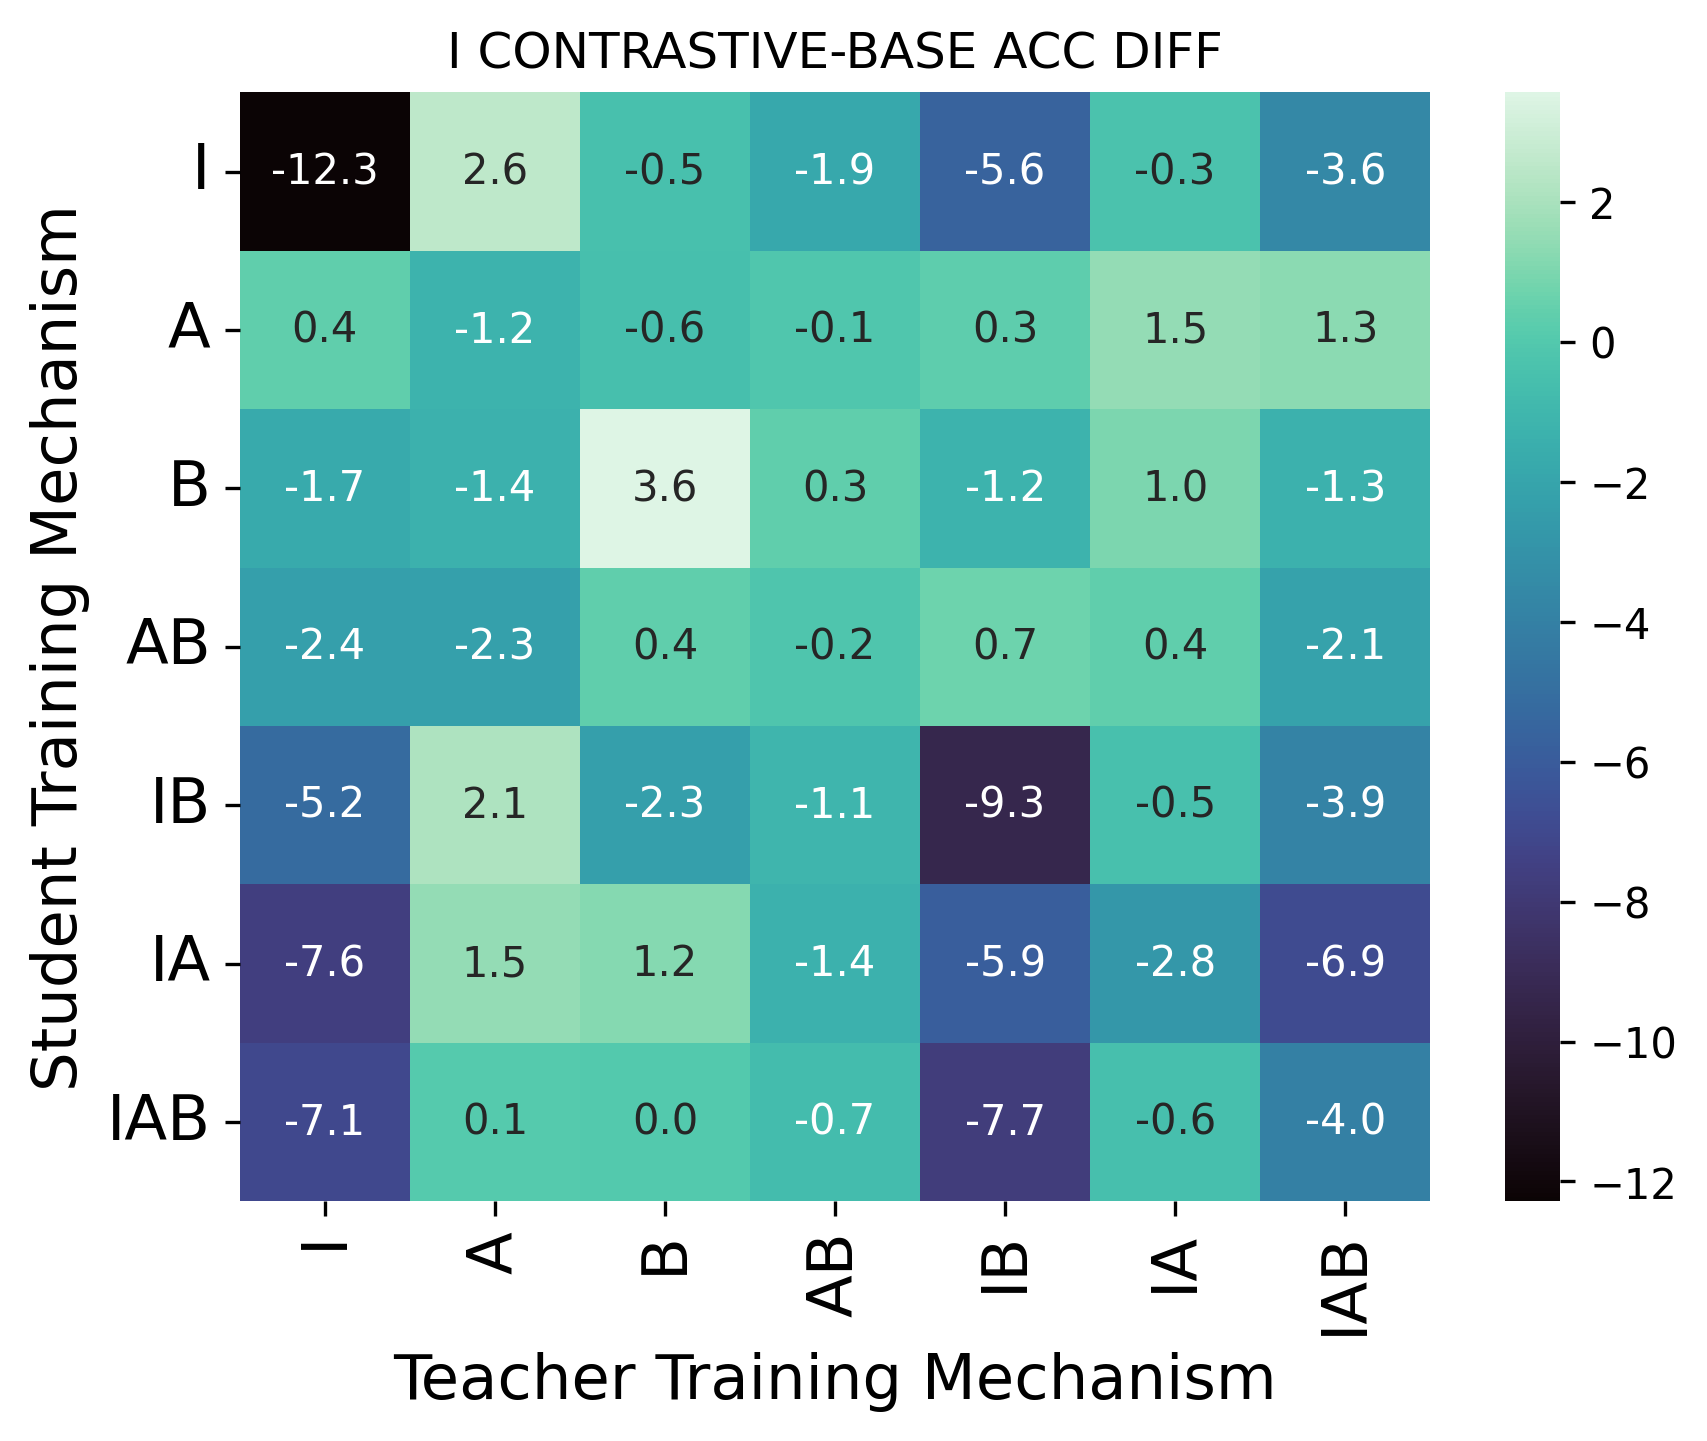 I CONTRASTIVE-BASE ACC DIFF
Student Training Mechanism
I -12.3 2.6 -0.5 -1.9 -5.6 -0.3 -3.6
A 0.4 -1.2 -0.6 -0.1 0.3 1.5 1.3
B -1.7 -1.4 3.6 0.3 -1.2 1.0 -1.3
AB -2.4 -2.3 0.4 -0.2 0.7 0.4 -2.1
IB -5.2 2.1 -2.3 -1.1 -9.3 -0.5 -3.9
IA -7.6 1.5 1.2 -1.4 -5.9 -2.8 -6.9
IAB -7.1 0.1 0.0 -0.7 -7.7 -0.6 -4.0
I A B AB IB IA IAB
Teacher Training Mechanism
2
0
−2
−4
−6
−8
−10
−12